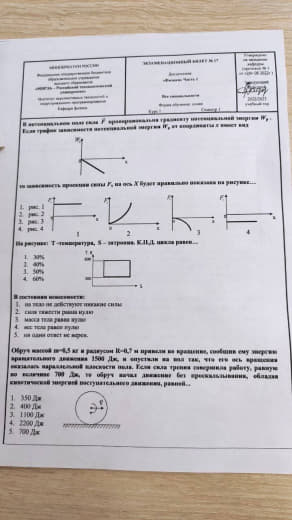 МИНОБРНАУКИ РОССИИ
Федеральное государственное бюджетное
образовательное учреждение
высшего образования
«МИРЭА – Российский технологический
университет»
Кафедра физики
ЭКЗАМЕНАЦИОННЫЙ БИЛЕТ № 17
Дисциплина
«Физика» Часть 1
Все специальности
Форма обучения: очная
Курс 1 Семестр 1
Утверждено
на заседании
кафедры
2022/2023
учебный год
В потенциальном поле сила F пропорциональна градиенту потенциальной энергии Wp.
Если график зависимости потенциальной энергии Wp от координаты x имеет вид
Wp
x
то зависимость проекции силы Fx на ось X будет правильно показана на рисунке...
1. рис. 1
2. рис. 2
3. рис. 3
4. рис. 4
1 2 3 4
На рисунке: T -температура, S – энтропия. К.П.Д. цикла равен...
1. 30%
2. 40%
3. 50%
4. 60%
В состоянии невесомости:
1. на тело не действуют никакие силы
2. сила тяжести равна нулю
3. масса тела равна нулю
4. вес тела равен нулю
5. ни один ответ не верен.
Обруч массой m=0,5 кг и радиусом R=0,7 м привели во вращение, сообщив ему энергию
вращательного движения 1500 Дж, и опустили на пол так, что его ось вращения
оказалась параллельной плоскости пола. Если сила трения совершила работу, равную
по величине 700 Дж, то обруч начал движение без проскальзывания, обладая
кинетической энергией поступательного движения, равной...
1. 350 Дж
2. 400 Дж
3. 1100 Дж
4. 2200 Дж
5. 700 Дж